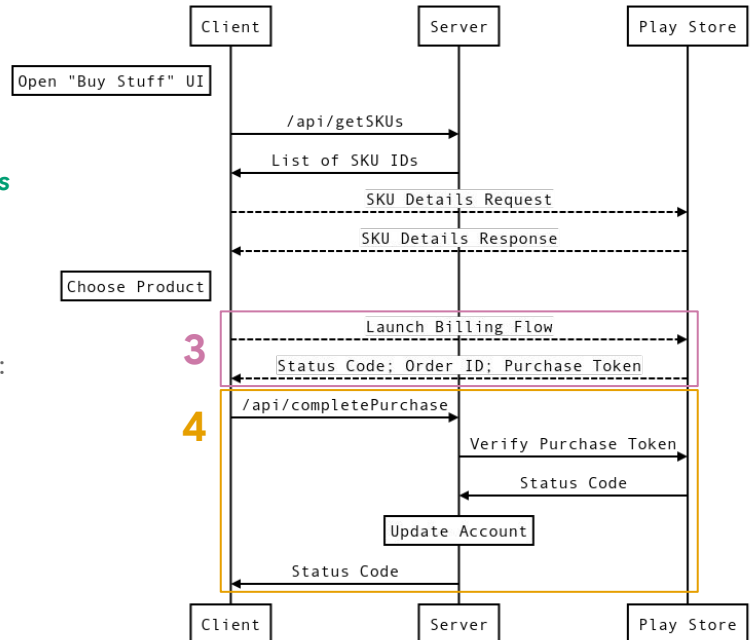 Client
Server
Play Store
Open "Buy Stuff" UI
/api/getSKUs
List of SKU IDs
s
SKU Details Request
SKU Details Response
Choose Product
Launch Billing Flow
3
:
Status Code; Order ID; Purchase Token
/api/completePurchase
4
Verify Purchase Token
Status Code
Update Account
Status Code
Client
Server
Play Store